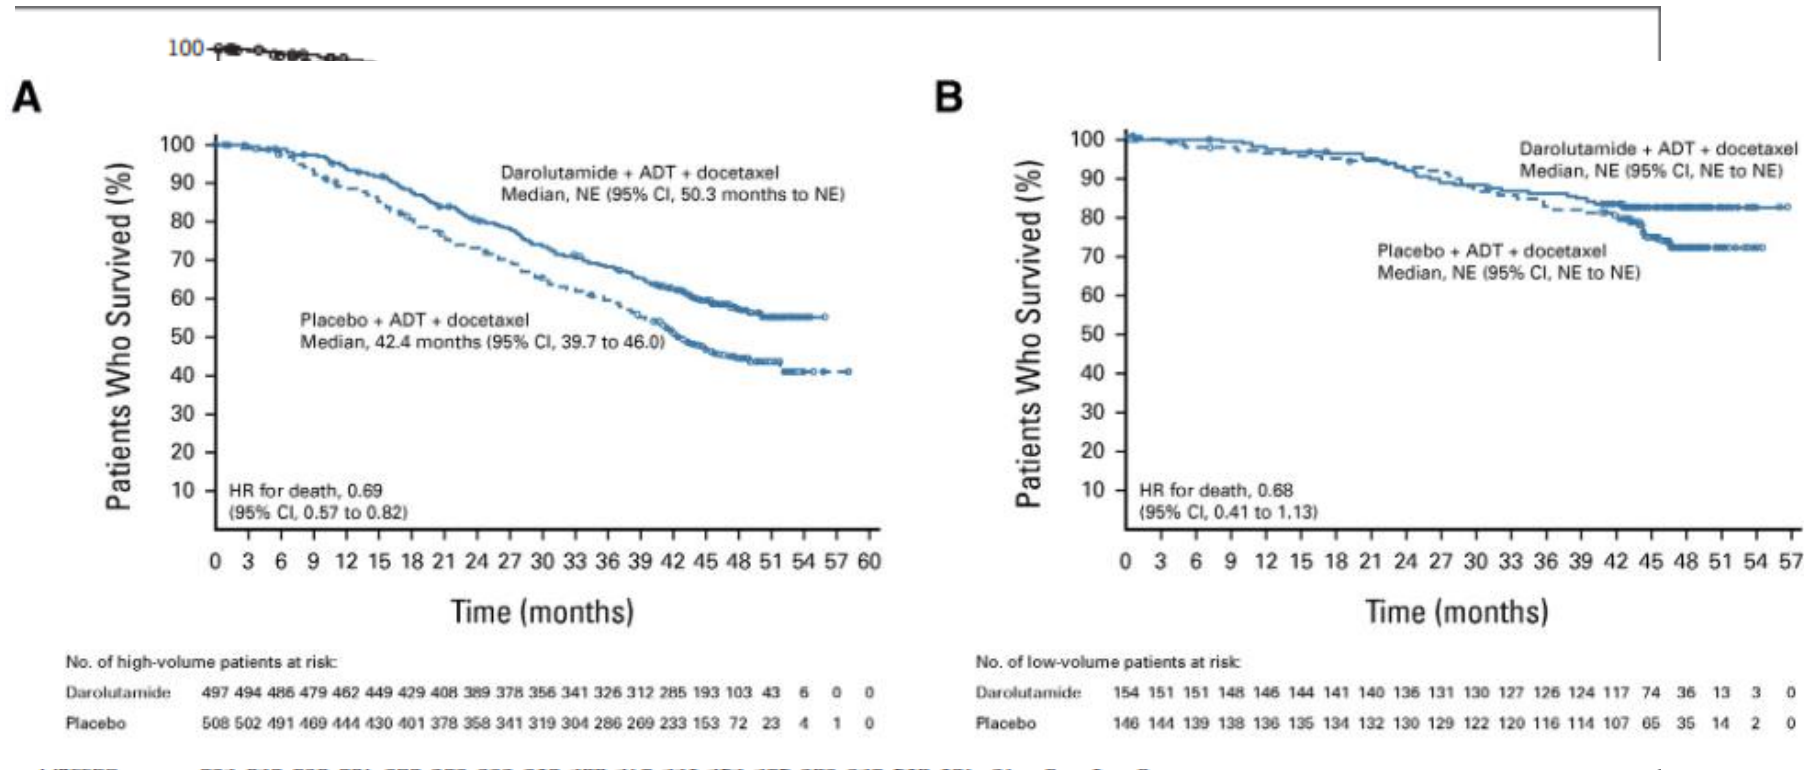 100
A
Patients Who Survived (%)
100
90
80
70
60
50
40
30
20
10
Darolutamide + ADT + docetaxel
Median, NE (95% CI, 50.3 months to NE)
Placebo + ADT + docetaxel
Median, 42.4 months (95% CI, 39.7 to 46.0)
HR for death, 0.69
(95% CI, 0.57 to 0.82)
0 3 6 9 12 15 18 21 24 27 30 33 36 39 42 45 48 51 54 57 60
Time (months)
No. of high-volume patients at risk:
Darolutamide 497 494 486 479 462 449 429 408 389 378 356 341 326 312 285 193 103 43 6 0 0
Placebo 508 502 491 469 444 430 401 378 358 341 319 304 286 269 233 153 72 23 4 1 0
B
Patients Who Survived (%)
100
90
80
70
60
50
40
30
20
10
Darolutamide + ADT + docetaxel
Median, NE (95% CI, NE to NE)
Placebo + ADT + docetaxel
Median, NE (95% CI, NE to NE)
HR for death, 0.68
(95% CI, 0.41 to 1.13)
0 3 6 9 12 15 18 21 24 27 30 33 36 39 42 45 48 51 54 57
Time (months)
No. of low-volume patients at risk:
Darolutamide 154 151 151 148 146 144 141 140 136 131 130 127 126 124 117 74 36 13 3 0
Placebo 146 144 139 138 136 135 134 132 130 129 122 120 116 114 107 65 35 14 2 0